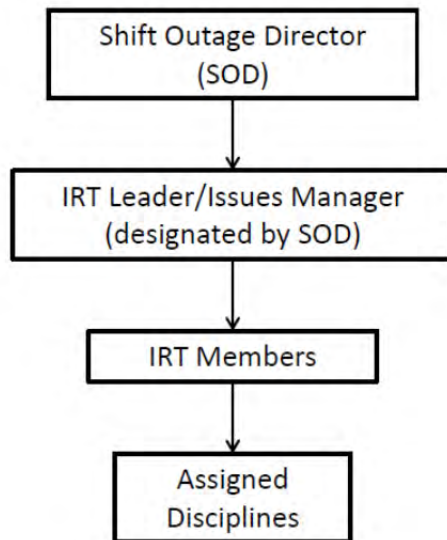 Shift Outage Director
(SOD)
IRT Leader/Issues Manager
(designated by SOD)
IRT Members
Assigned
Disciplines